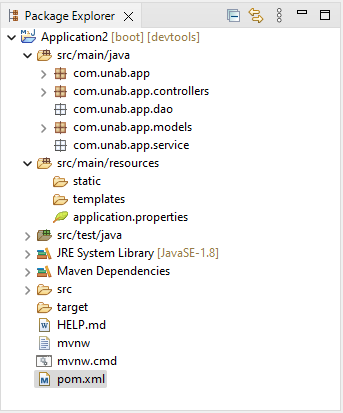 Package Explorer
Application2 [boot] [devtools]
src/main/java
com.unab.app
com.unab.app.controllers
com.unab.app.dao
com.unab.app.models
com.unab.app.service
src/main/resources
static
templates
application.properties
src/test/java
JRE System Library [JavaSE-1.8]
Maven Dependencies
src
target
HELP.md
mvnw
mvnw.cmd
pom.xml